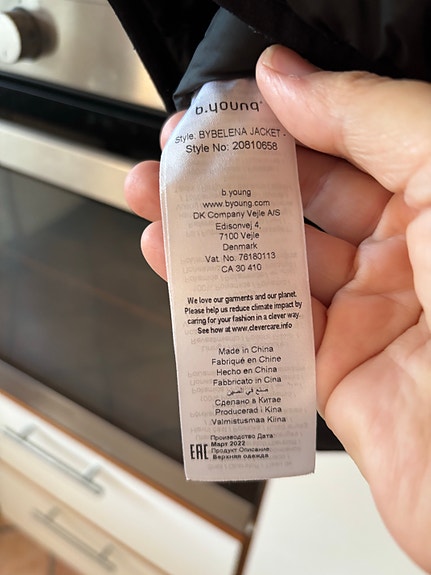 b.young
Style. BYBELENA JACKET -
Style No: 20810658
b.young
www.byoung.com
DK Company Vejle A/S
Edisonvej 4,
7100 Vejle
Denmark
Vat. No. 76180113
CA 30 410
We love our garments and our planet.
Please help us reduce climate impact by
caring for your fashion in a clever way.
See how at www.clevercare.info
Made in China
Fabriqué en Chine
Hecho en China
Fabbricato in Cina
صنع في الصين
Сделано в Китае
Producerad i Kina
Valmistusmaa Kiina
Производство Дата:
Март 2022
EAC Продукт Описание:
Верхняя одежда